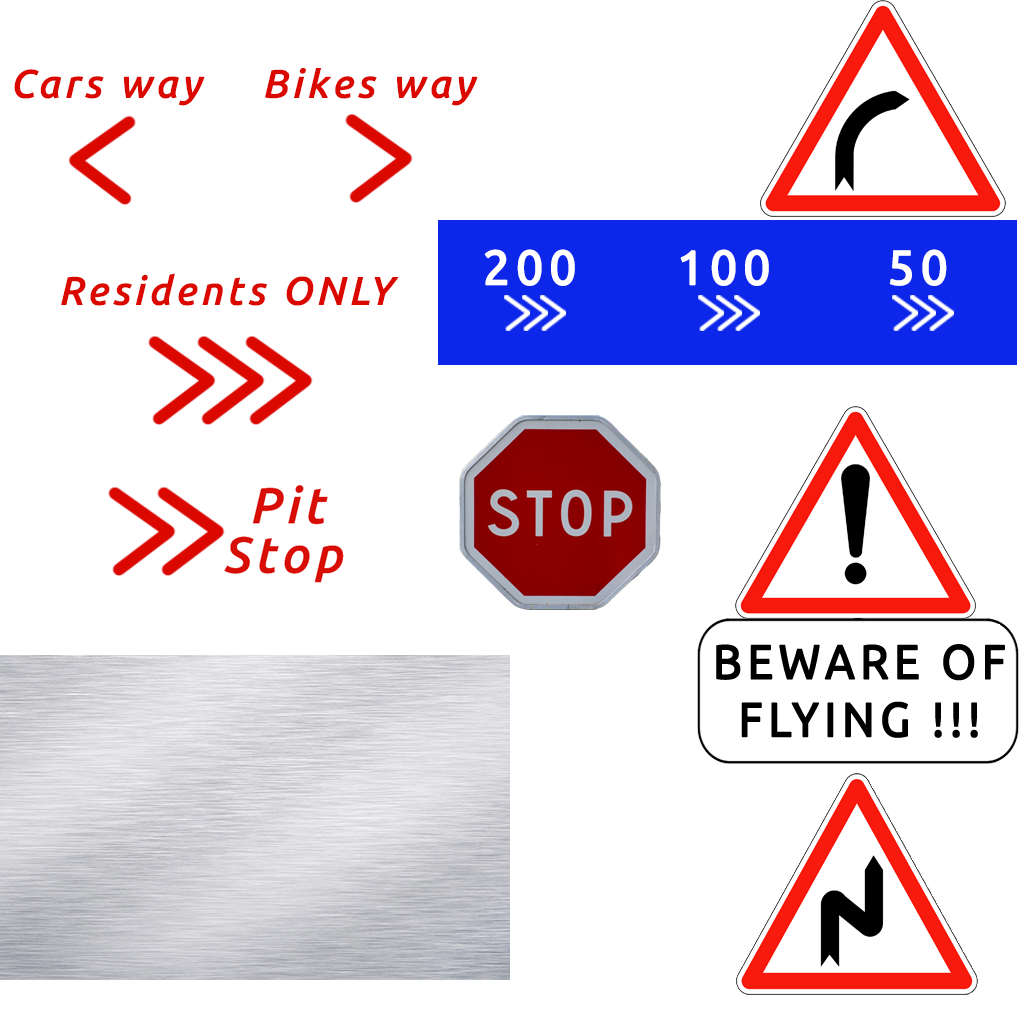 Cars way
Bikes way
200
100
50
Residents ONLY
STOP
Pit
Stop
BEWARE OF
FLYING !!!